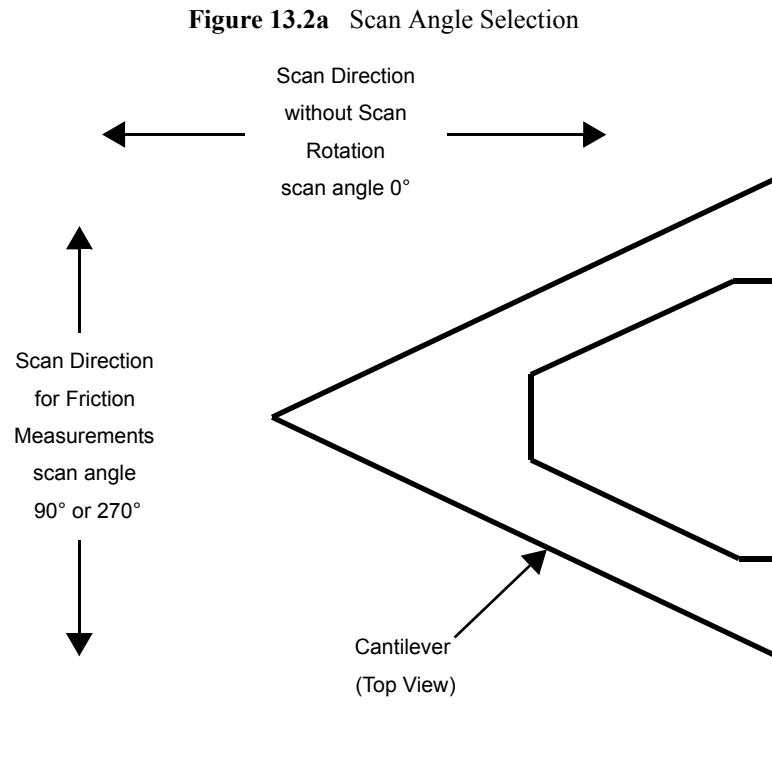 Figure 13.2a Scan Angle Selection
Scan Direction
without Scan
Rotation
scan angle 0°
Scan Direction
for Friction
Measurements
scan angle
90° or 270°
Cantilever
(Top View)